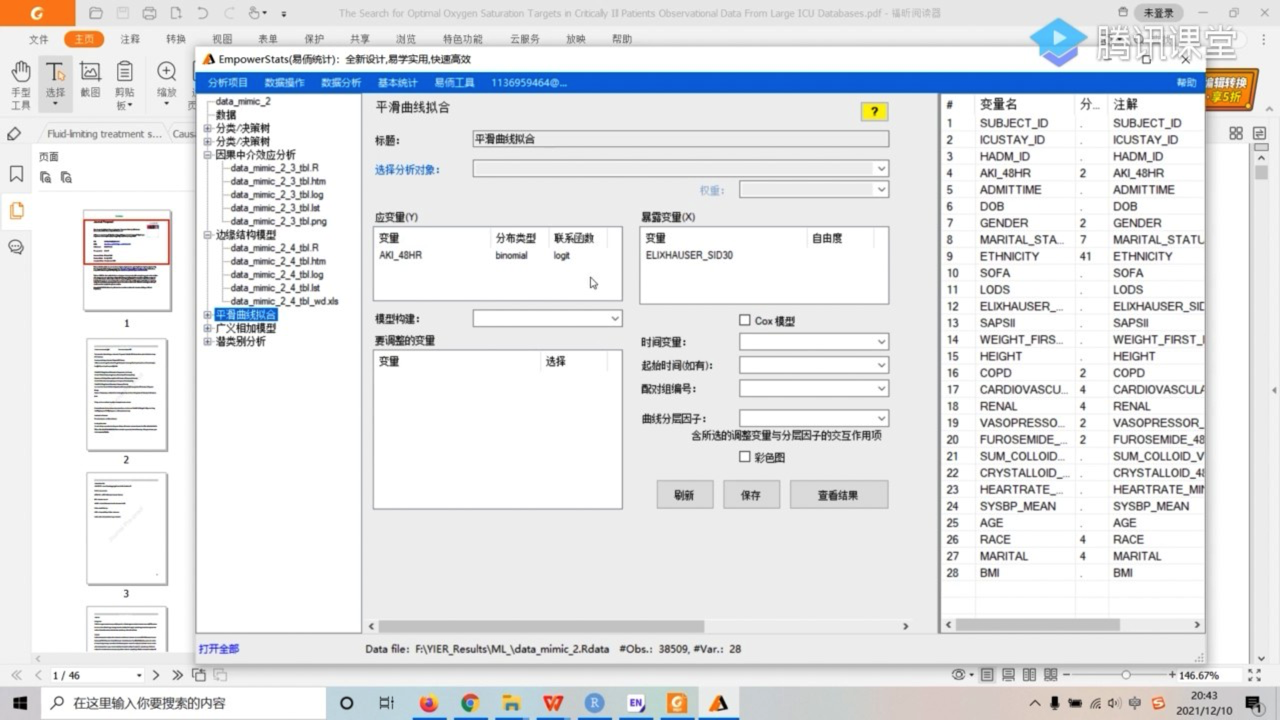 The Search for Optimal Oxygen Saturation Targets in Critically Ill Patients Observational Data From Large ICU Databases.pdf - 福昕阅读器
未登录
文件 主页 注释 转换 视图 表单 保护 共享 浏览 特色功能 云服务 放映 帮助
腾讯课堂
EmpowerStats(易侕统计)：全新设计,易学实用,快速高效
手型工具
选择
截图
剪贴板
缩放
编辑转换
享5折
分析项目 数据操作 数据分析 基本统计 易侕工具 1136959464@... 帮助
Fluid-limiting treatment s...
Caus
页面
1
2
3
data_mimic_2
数据
分类/决策树
分类/决策树
因果中介效应分析
data_mimic_2_3_tbl.R
data_mimic_2_3_tbl.htm
data_mimic_2_3_tbl.log
data_mimic_2_3_tbl.lst
data_mimic_2_3_tbl.png
边缘结构模型
data_mimic_2_4_tbl.R
data_mimic_2_4_tbl.htm
data_mimic_2_4_tbl.log
data_mimic_2_4_tbl.lst
data_mimic_2_4_tbl_wd.xls
平滑曲线拟合
广义相加模型
潜类别分析
打开全部
平滑曲线拟合
?
标题: 平滑曲线拟合
选择分析对象:
权重:
应变量(Y)
变量 分布类型 联系函数
AKI_48HR binomial logit
暴露变量(X)
变量 自由度
ELIXHAUSER_SID30
模型构建:
Cox 模型
要调整的变量
变量 选择
时间变量:
起始时间(如有):
配对组编号:
曲线分层因子:
含所选的调整变量与分层因子的交互作用项
彩色图
刷新 保存 查看结果
# 变量名 分... 注解
1 SUBJECT_ID . SUBJECT_ID
2 ICUSTAY_ID . ICUSTAY_ID
3 HADM_ID . HADM_ID
4 AKI_48HR 2 AKI_48HR
5 ADMITTIME . ADMITTIME
6 DOB . DOB
7 GENDER 2 GENDER
8 MARITAL_STA... 7 MARITAL_STATU
9 ETHNICITY 41 ETHNICITY
10 SOFA . SOFA
11 LODS . LODS
12 ELIXHAUSER_... . ELIXHAUSER_SID
13 SAPSII . SAPSII
14 WEIGHT_FIRS... . WEIGHT_FIRST_
15 HEIGHT . HEIGHT
16 COPD 2 COPD
17 CARDIOVASCU... 4 CARDIOVASCULA
18 RENAL 4 RENAL
19 VASOPRESSO... 2 VASOPRESSOR_
20 FUROSEMIDE_... 2 FUROSEMIDE_48
21 SUM_COLLOID... . SUM_COLLOID_V
22 CRYSTALLOID_... . CRYSTALLOID_48
23 HEARTRATE_... . HEARTRATE_MIN
24 SYSBP_MEAN . SYSBP_MEAN
25 AGE . AGE
26 RACE 4 RACE
27 MARITAL 4 MARITAL
28 BMI . BMI
Data file: F:\YIER_Results\ML_\data_mimic_2.Rdata #Obs.: 38509, #Var.: 28
1 / 46
146.67%
在这里输入你要搜索的内容
EN
20:43
2021/12/10